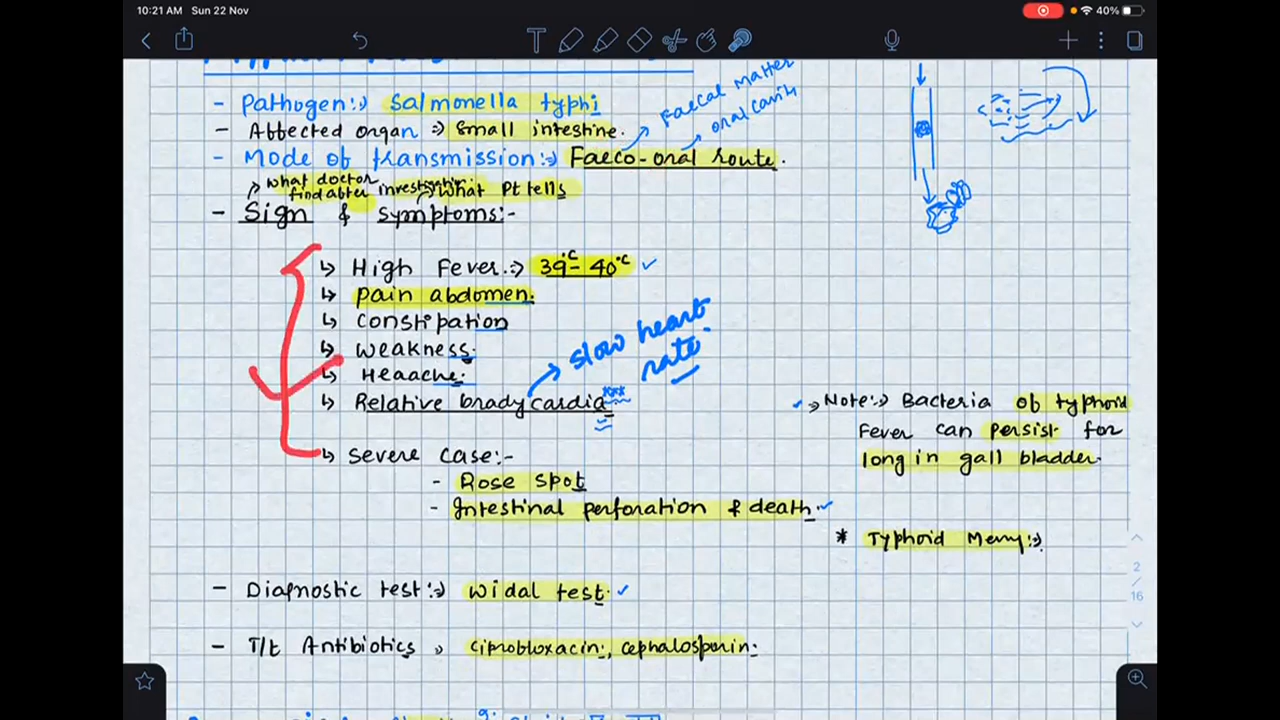 10:21 AM Sun 22 Nov
40%
- Pathogen:-) Salmonella typhi
- Affected organ => Small intestine.
Faecal matter
oral cavity
- Mode of transmission:-) Faeco-oral route.
what doctor find after investigation
what Pt tells
- Sign & symptoms:-
↳ High Fever:-) 39°C- 40°C ✓
↳ Pain abdomen.
↳ Constipation
↳ Weakness.
↳ Heaache.
↳ Relative bradycardia ***
slow heart rate.
↳ Severe case:-
- Rose spot
- Intestinal perforation & death ✓
✓ Note:-) Bacteria of typhoid
Fever can persist for
long in gall bladder.
* Typhoid Merry:-)
- Diagnostic test:-) Widal test. ✓
- T/t Antibiotics , Ciprofloxacin, cephalosporin.
2
/
16